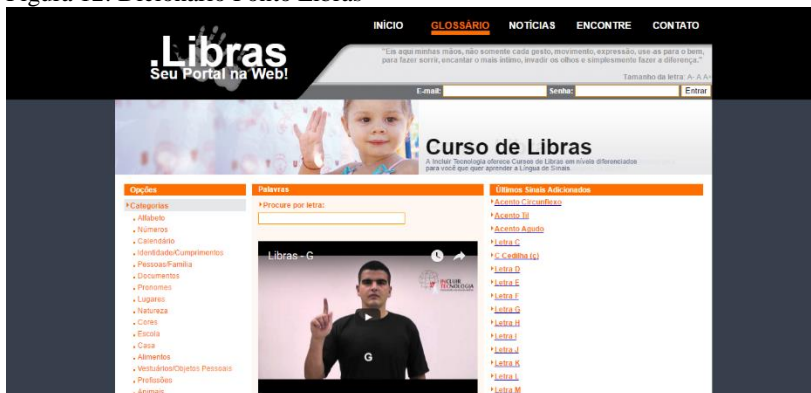 Figura 12: Dicionário Ponto Libras
INÍCIO GLOSSÁRIO NOTÍCIAS ENCONTRE CONTATO
.Libras
Seu Portal na Web!
"Eis aqui minhas mãos, não somente cada gesto, movimento, expressão, use-as para o bem,
para fazer sorrir, encantar o mais íntimo, invadir os olhos e simplesmente fazer a diferença."
Tamanho da letra: A- A A+
E-mail: Senha: Entrar
Curso de Libras
A Incluir Tecnologia oferece Cursos de Libras em níveis diferenciados
para você que quer aprender a Língua de Sinais.
Opções
Categorias
Alfabeto
Números
Calendário
Identidade/Cumprimentos
Pessoas/Família
Documentos
Pronomes
Lugares
Natureza
Cores
Escola
Casa
Alimentos
Vestuários/Objetos Pessoais
Profissões
Animais
Palavras
Procure por letra:
Libras - G
INCLUIR
TECNOLOGIA
G
Últimos Sinais Adicionados
Acento Circunflexo
Acento Til
Acento Agudo
Letra C
C Cedilha (ç)
Letra D
Letra E
Letra F
Letra G
Letra H
Letra I
Letra J
Letra K
Letra L
Letra M